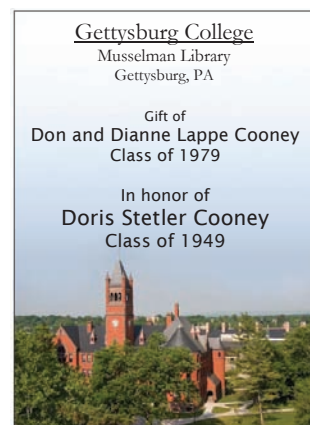 Gettysburg College
Musselman Library
Gettysburg, PA
Gift of
Don and Dianne Lappe Cooney
Class of 1979
In honor of
Doris Stetler Cooney
Class of 1949